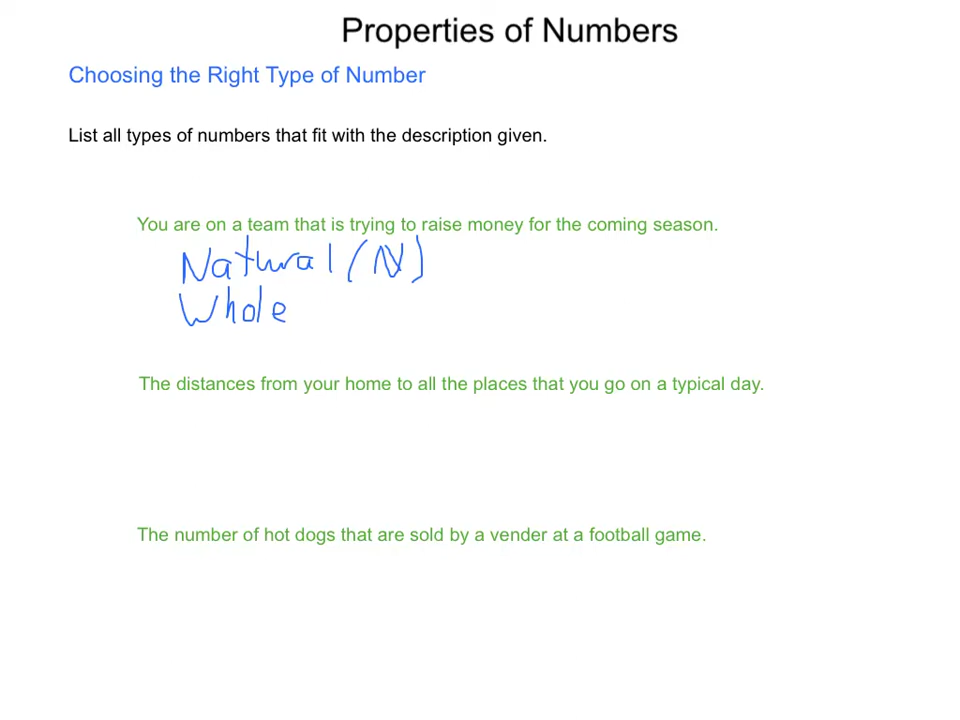 Properties of Numbers
Choosing the Right Type of Number
List all types of numbers that fit with the description given.
You are on a team that is trying to raise money for the coming season.
Natural (N)
Whole
The distances from your home to all the places that you go on a typical day.
The number of hot dogs that are sold by a vender at a football game.